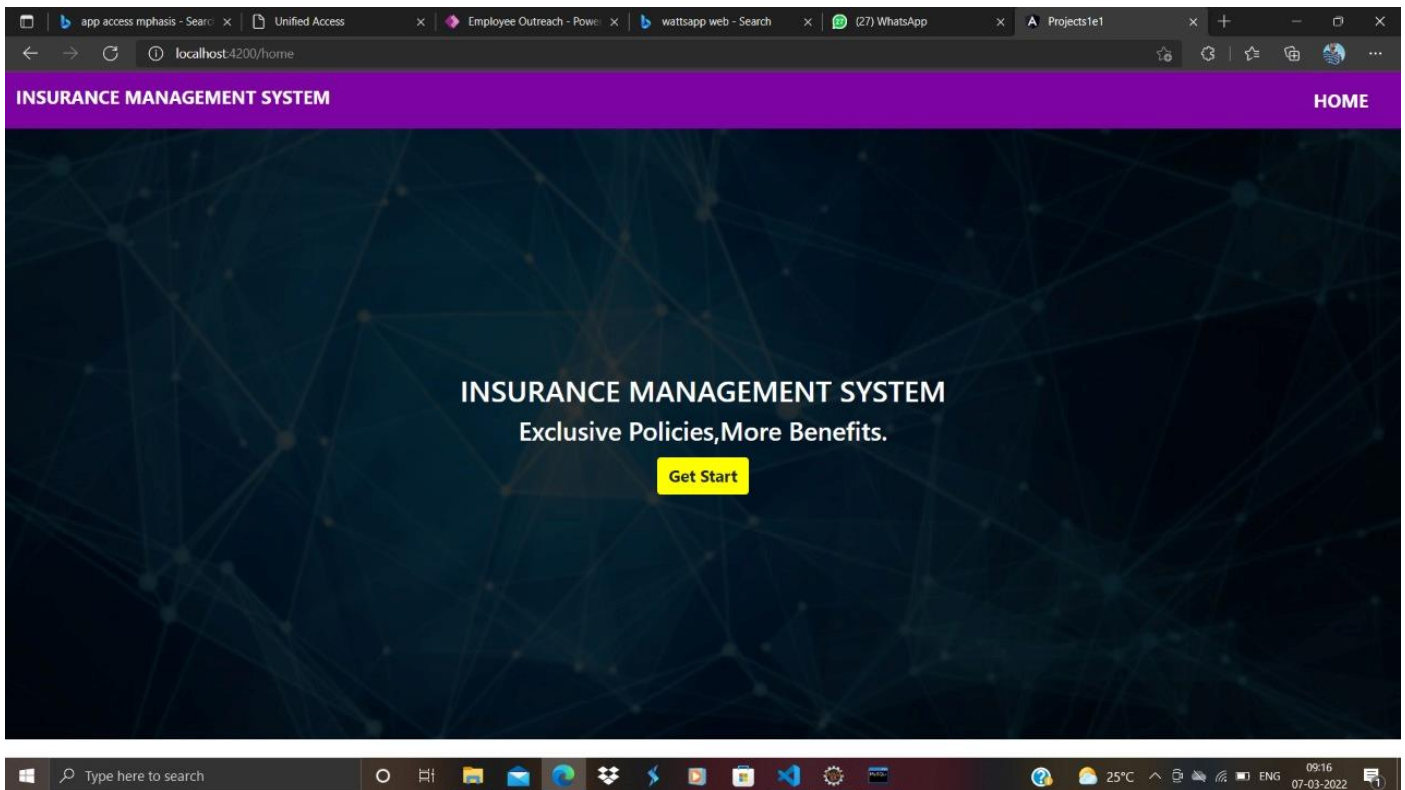 app access mphasis - Searc
Unified Access
Employee Outreach - Power
wattsapp web - Search
(27) WhatsApp
Projects1e1
localhost:4200/home
INSURANCE MANAGEMENT SYSTEM
HOME
INSURANCE MANAGEMENT SYSTEM
Exclusive Policies,More Benefits.
Get Start
Type here to search
25°C
ENG
09:16
07-03-2022